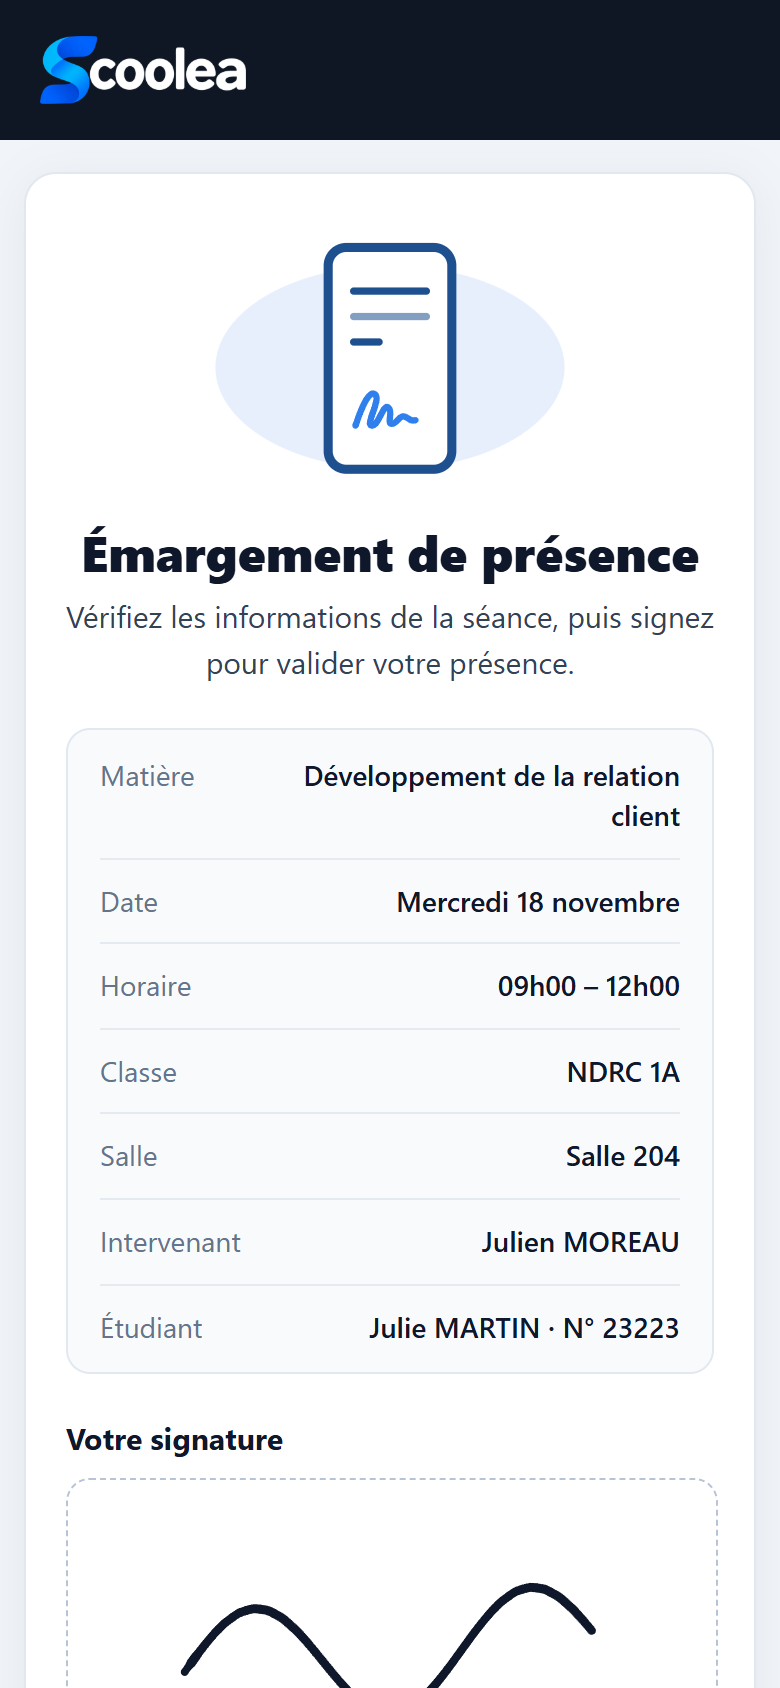 Scoolea
Émargement de présence
Vérifiez les informations de la séance, puis signez
pour valider votre présence.
Matière
Développement de la relation
client
Date
Mercredi 18 novembre
Horaire
09h00 – 12h00
Classe
NDRC 1A
Salle
Salle 204
Intervenant
Julien MOREAU
Étudiant
Julie MARTIN · N° 23223
Votre signature